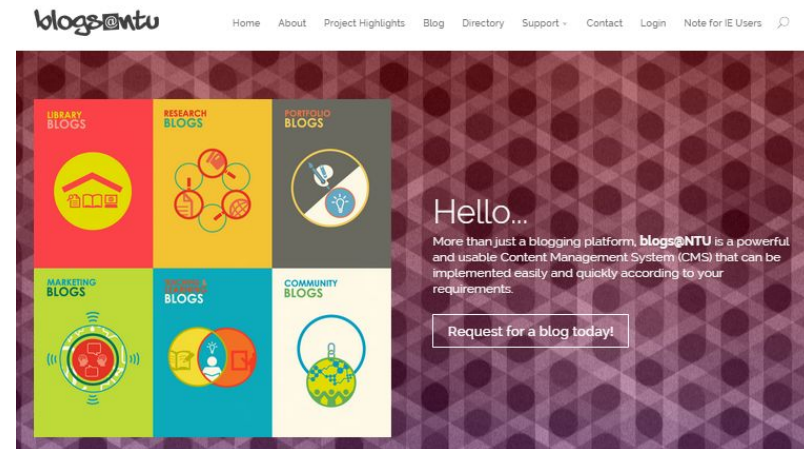 blogs@ntu
Home About Project Highlights Blog Directory Support Contact Login Note for IE Users
LIBRARY
BLOGS
RESEARCH
BLOGS
PORTFOLIO
BLOGS
MARKETING
BLOGS
TEACHING &
LEARNING
BLOGS
COMMUNITY
BLOGS
Hello...
More than just a blogging platform, blogs@NTU is a powerful
and usable Content Management System (CMS) that can be
implemented easily and quickly according to your
requirements.
Request for a blog today!